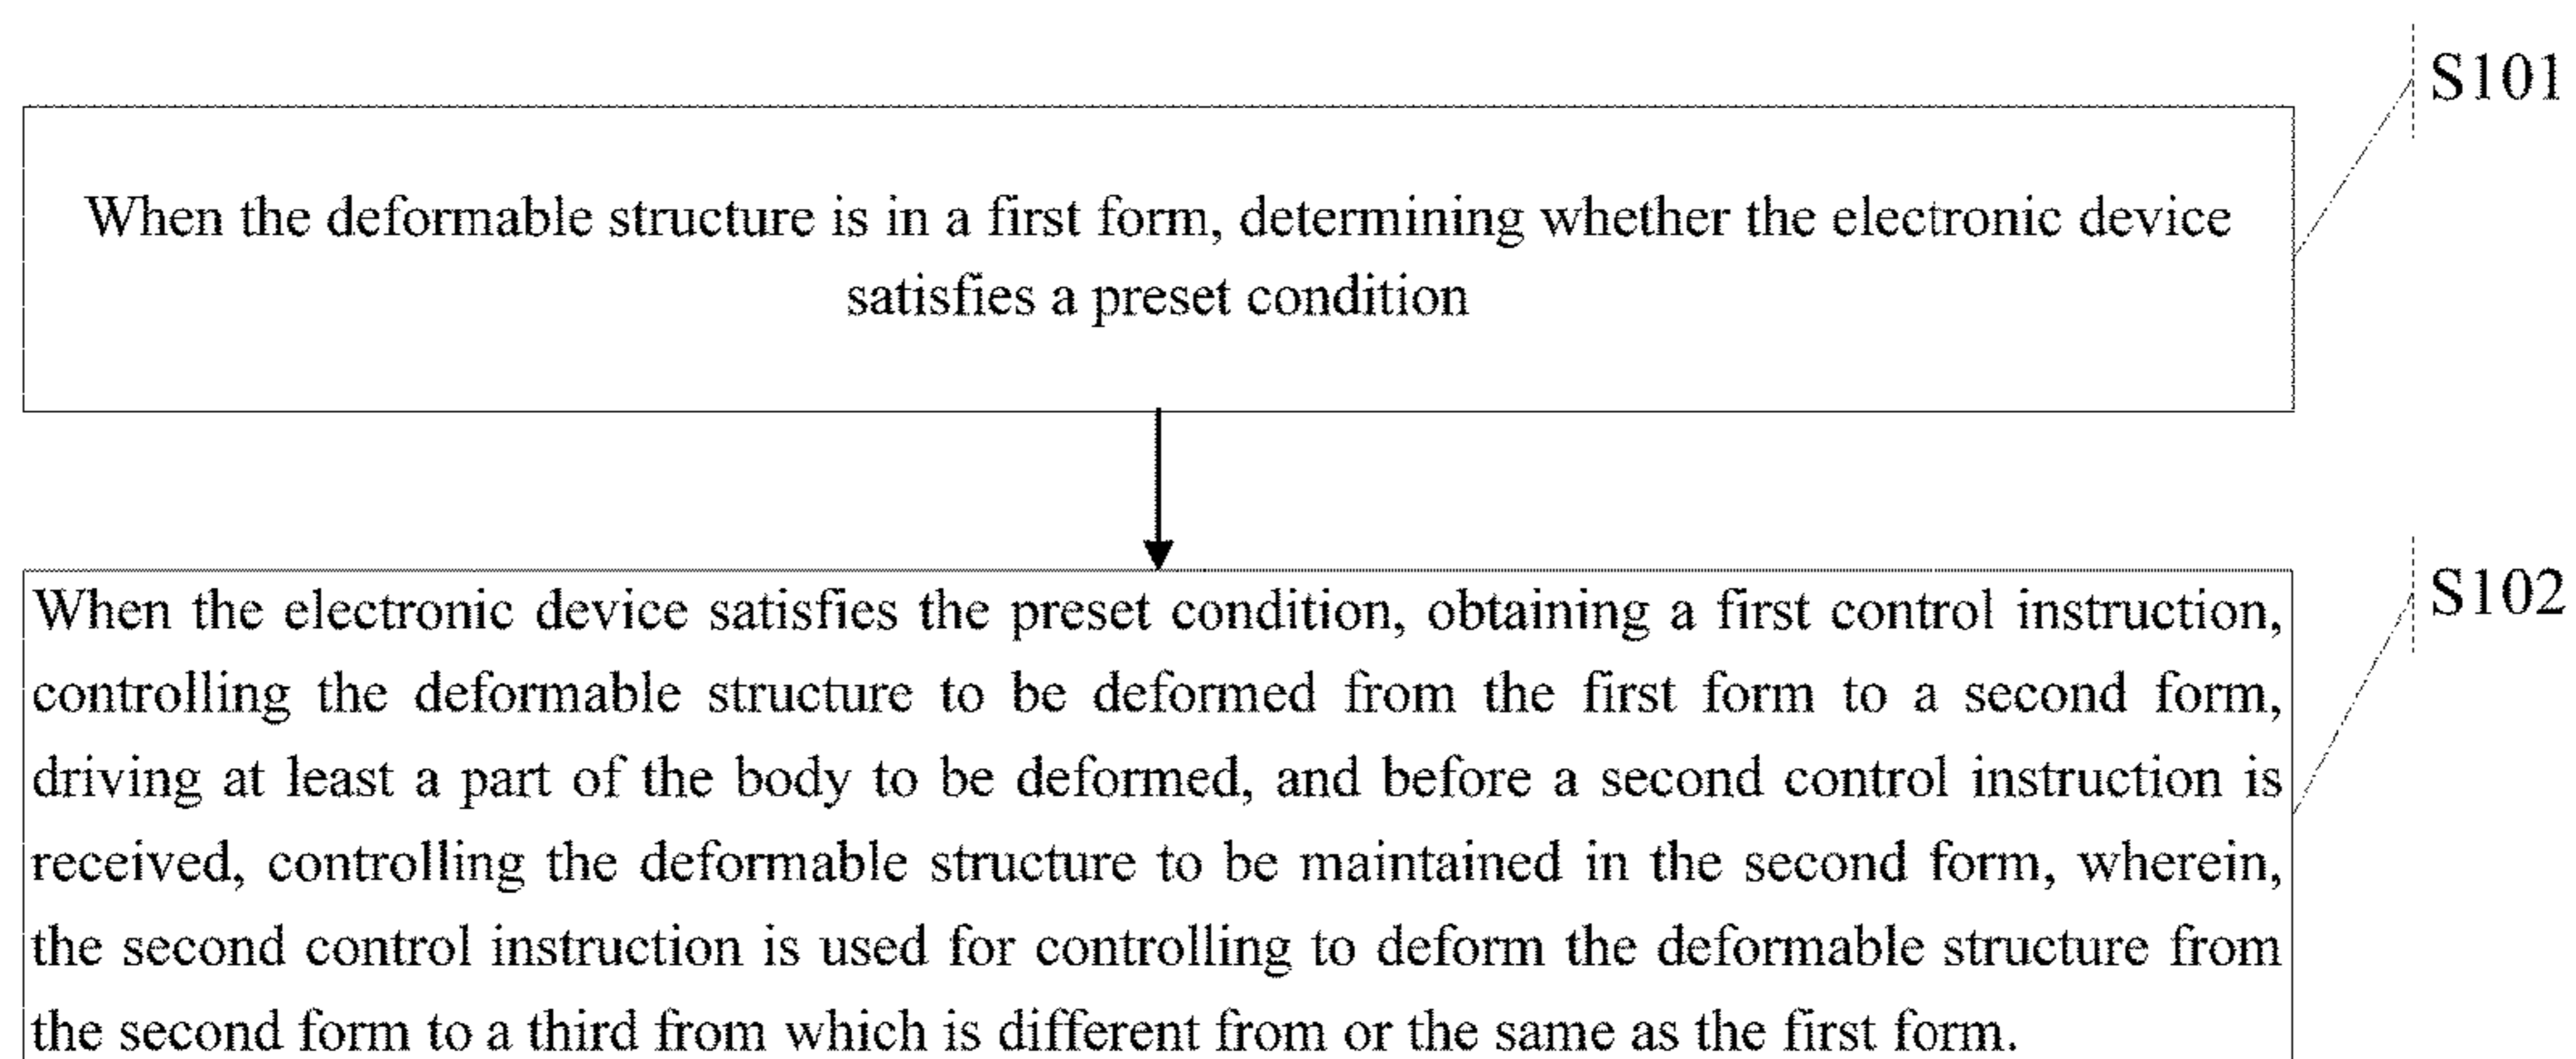 S101
When the deformable structure is in a first form, determining whether the electronic device
satisfies a preset condition
S102
When the electronic device satisfies the preset condition, obtaining a first control instruction,
controlling the deformable structure to be deformed from the first form to a second form,
driving at least a part of the body to be deformed, and before a second control instruction is
received, controlling the deformable structure to be maintained in the second form, wherein,
the second control instruction is used for controlling to deform the deformable structure from
the second form to a third from which is different from or the same as the first form.